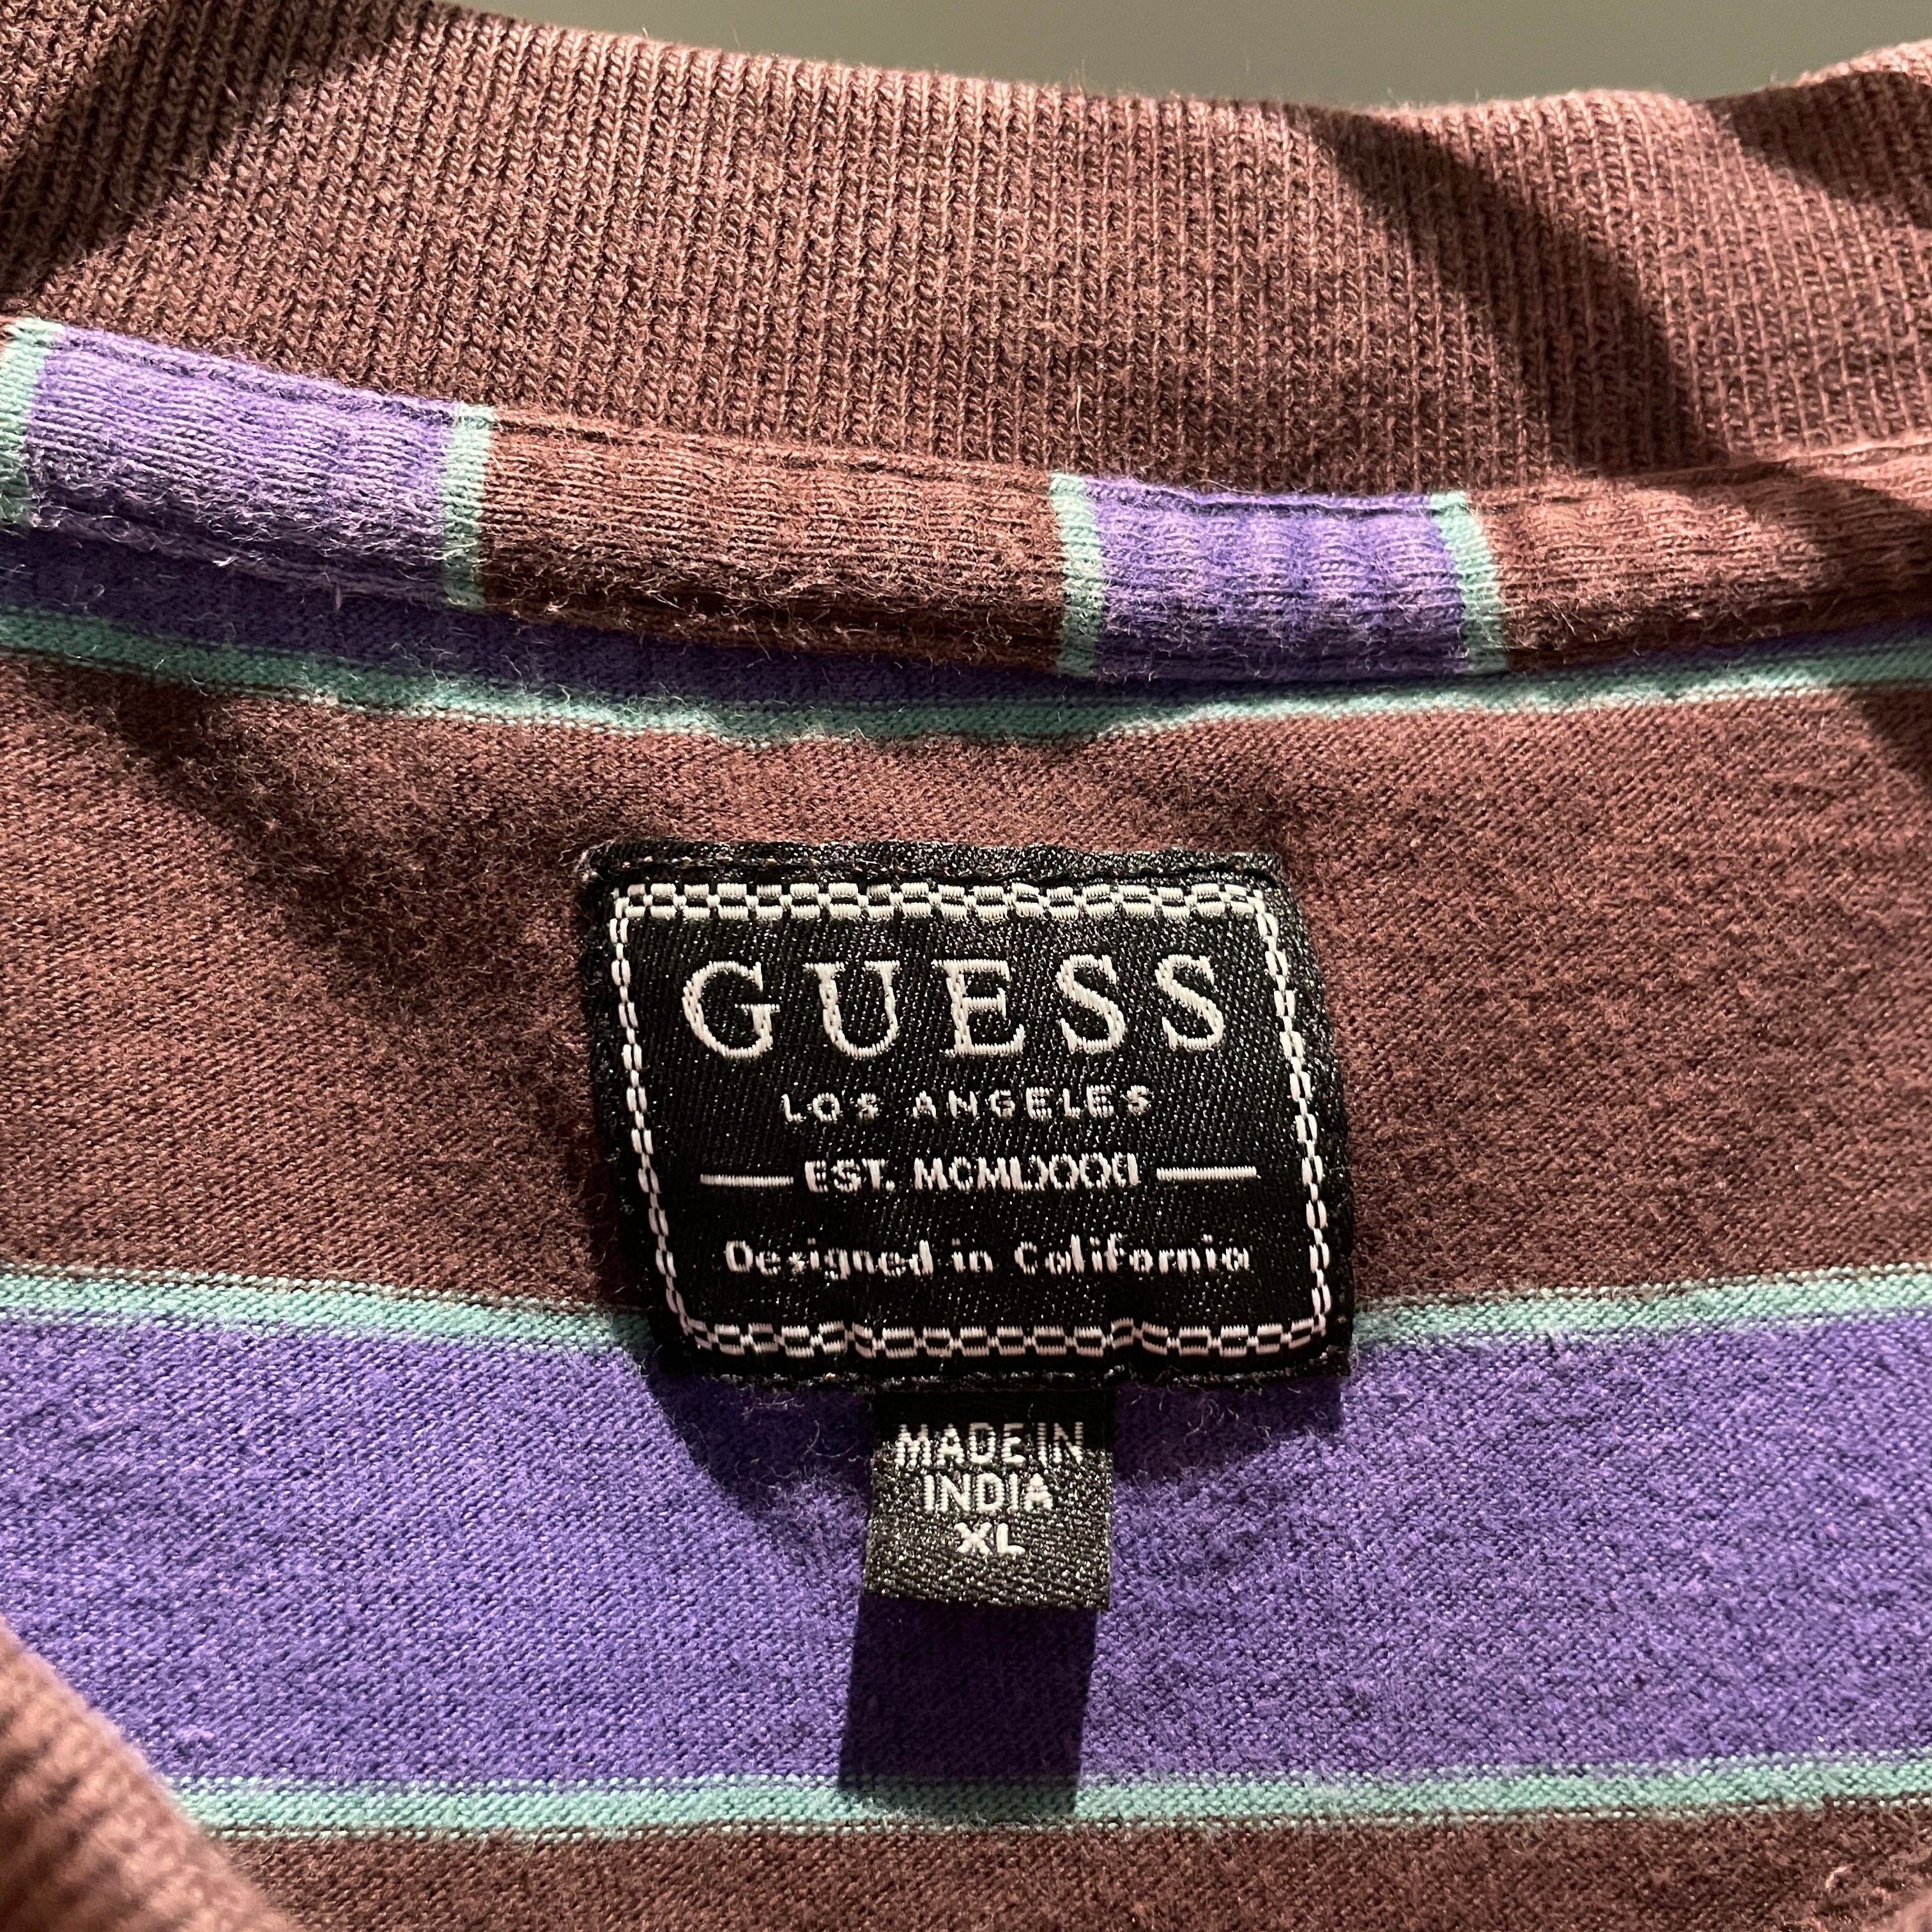 GUESS
LOS ANGELES
EST. MCMLXXXI
Designed in California
MADE IN
INDIA
XL